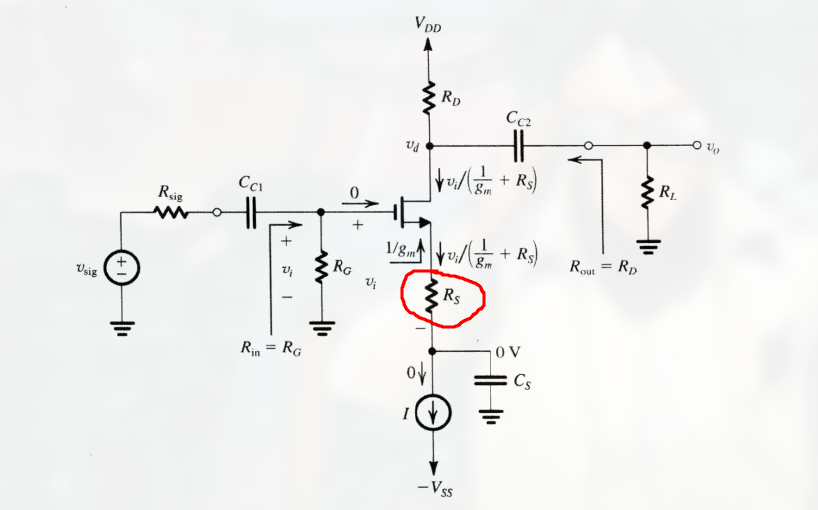 V_DD
R_D
C_C2
v_d
v_o
v_i/(1/g_m + R_S)
R_L
R_sig
C_C1
0
+
1/g_m
v_i/(1/g_m + R_S)
R_out = R_D
v_sig
+
−
+
v_i
−
R_G
v_i
R_S
−
R_in = R_G
0 V
0
C_S
I
−V_SS